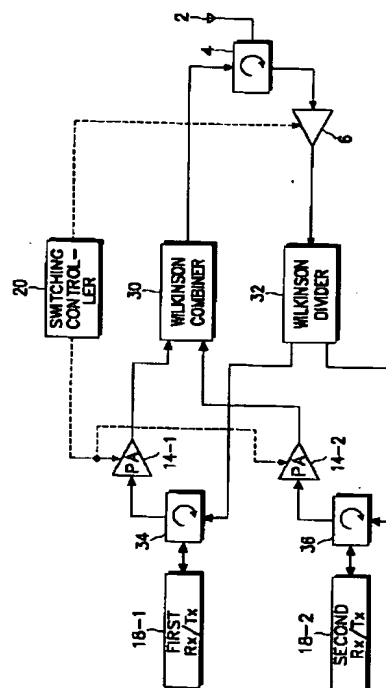 20
SWITCHING
CONTROL-
LER
2
4
14-1
PA
30
WILKINSON
COMBINER
6
34
18-1
FIRST
Rx/Tx
14-2
PA
32
WILKINSON
DIVIDER
36
18-2
SECOND
Rx/Tx